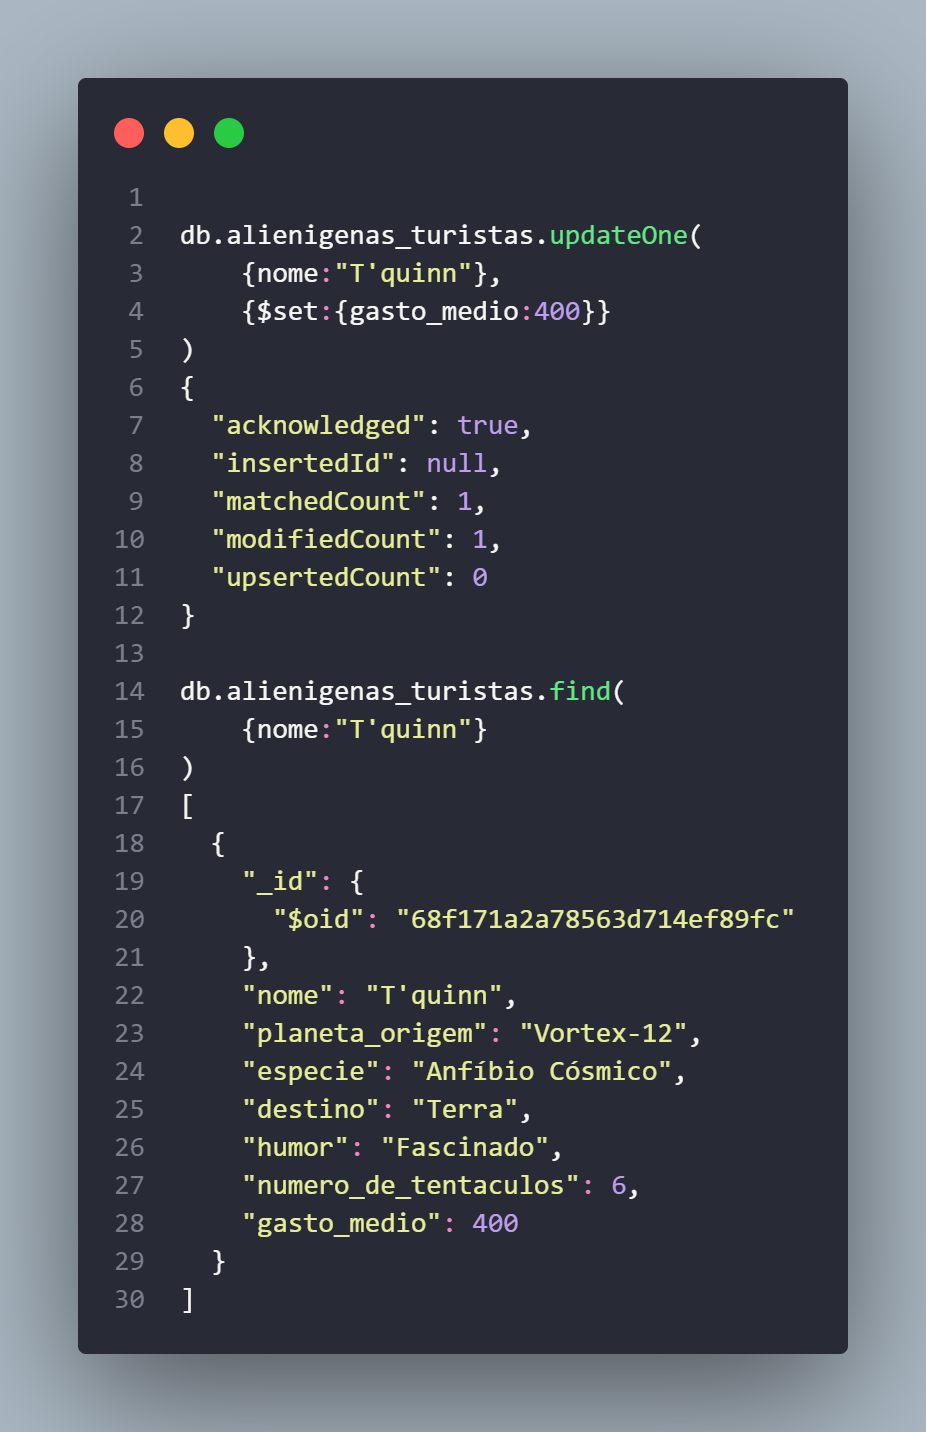 1
2 db.alienigenas_turistas.updateOne(
3     {nome:"T'quinn"},
4     {$set:{gasto_medio:400}}
5 )
6 {
7   "acknowledged": true,
8   "insertedId": null,
9   "matchedCount": 1,
10   "modifiedCount": 1,
11   "upsertedCount": 0
12 }
13
14 db.alienigenas_turistas.find(
15     {nome:"T'quinn"}
16 )
17 [
18   {
19     "_id": {
20       "$oid": "68f171a2a78563d714ef89fc"
21     },
22     "nome": "T'quinn",
23     "planeta_origem": "Vortex-12",
24     "especie": "Anfíbio Cósmico",
25     "destino": "Terra",
26     "humor": "Fascinado",
27     "numero_de_tentaculos": 6,
28     "gasto_medio": 400
29   }
30 ]